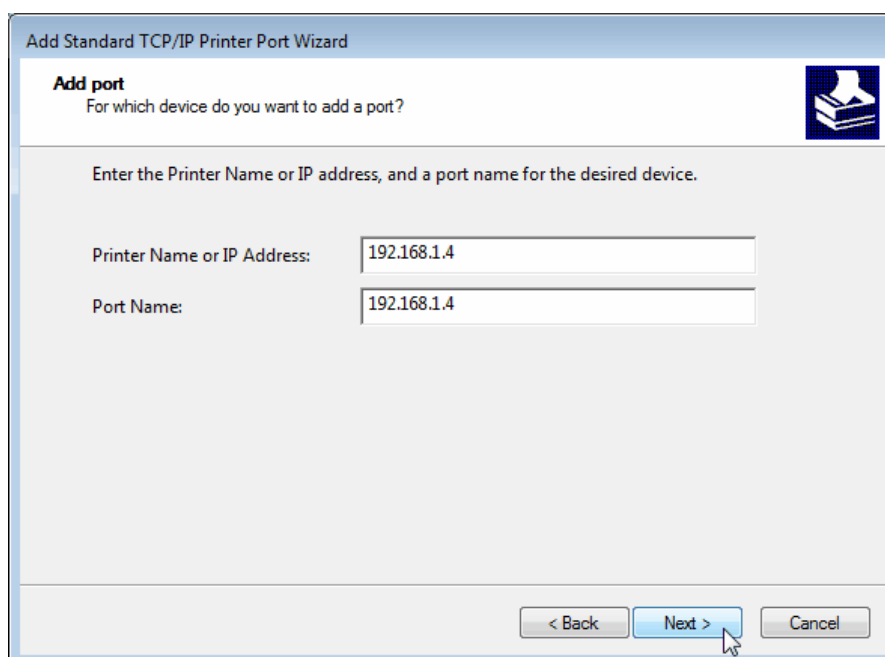 Add Standard TCP/IP Printer Port Wizard
Add port
For which device do you want to add a port?
Enter the Printer Name or IP address, and a port name for the desired device.
Printer Name or IP Address: 192.168.1.4
Port Name: 192.168.1.4
< Back Next > Cancel